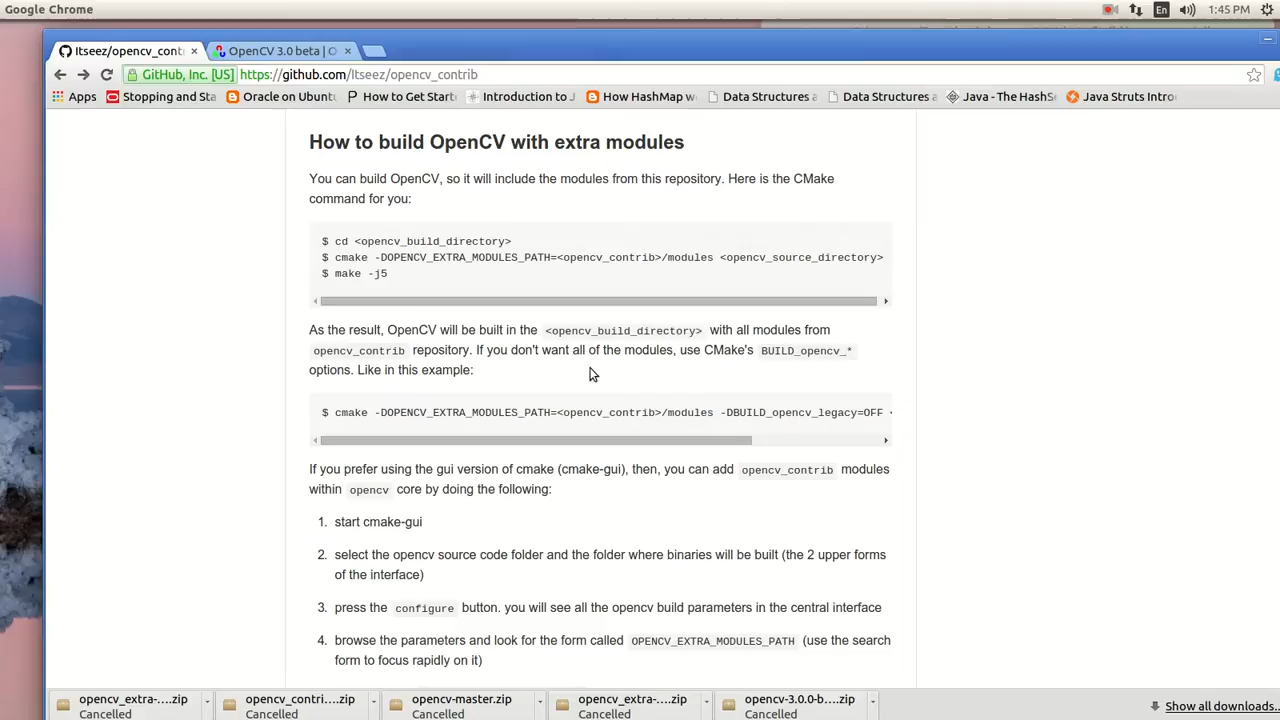 Google Chrome
En
1:45 PM
Itseez/opencv_cont
OpenCV 3.0 beta | O
GitHub, Inc. [US] https://github.com/Itseez/opencv_contrib
Apps Stopping and Sta Oracle on Ubunt How to Get Start Introduction to J How HashMap w Data Structures a Data Structures a Java - The HashS Java Struts Intro
How to build OpenCV with extra modules
You can build OpenCV, so it will include the modules from this repository. Here is the CMake
command for you:
$ cd <opencv_build_directory>
$ cmake -DOPENCV_EXTRA_MODULES_PATH=<opencv_contrib>/modules <opencv_source_directory>
$ make -j5
As the result, OpenCV will be built in the <opencv_build_directory> with all modules from
opencv_contrib repository. If you don't want all of the modules, use CMake's BUILD_opencv_*
options. Like in this example:
$ cmake -DOPENCV_EXTRA_MODULES_PATH=<opencv_contrib>/modules -DBUILD_opencv_legacy=OFF
If you prefer using the gui version of cmake (cmake-gui), then, you can add opencv_contrib modules
within opencv core by doing the following:
1. start cmake-gui
2. select the opencv source code folder and the folder where binaries will be built (the 2 upper forms
of the interface)
3. press the configure button. you will see all the opencv build parameters in the central interface
4. browse the parameters and look for the form called OPENCV_EXTRA_MODULES_PATH (use the search
form to focus rapidly on it)
opencv_extra-....zip opencv_contri....zip opencv-master.zip opencv_extra-....zip opencv-3.0.0-b....zip
Cancelled Cancelled Cancelled Cancelled Cancelled
Show all downloads...